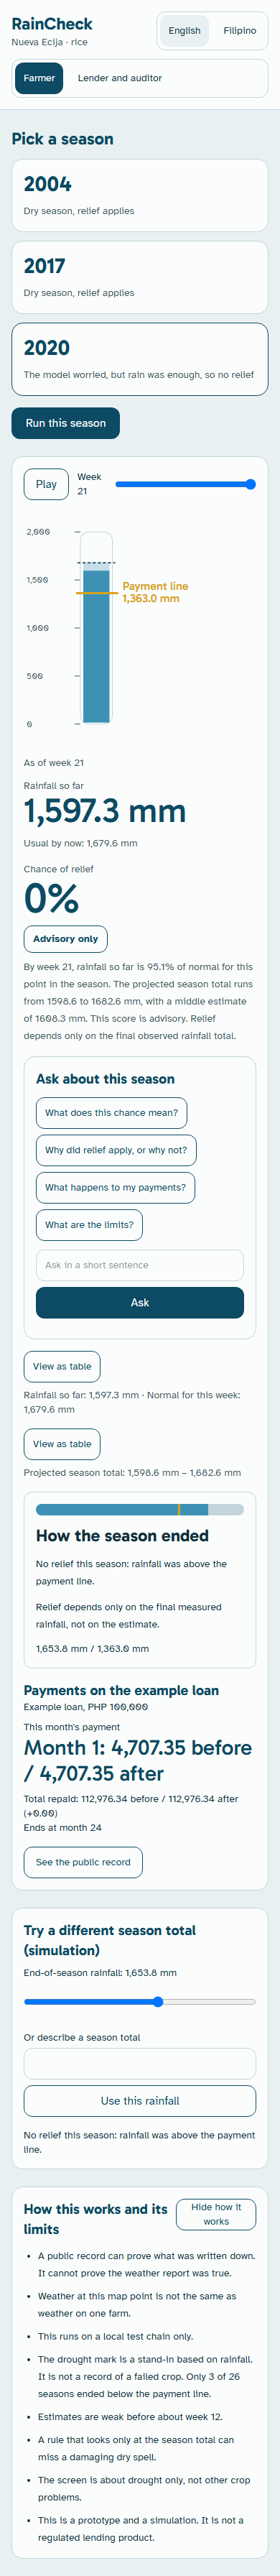 RainCheck
Nueva Ecija · rice
English
Filipino
Farmer
Lender and auditor
Pick a season
2004
Dry season, relief applies
2017
Dry season, relief applies
2020
The model worried, but rain was enough, so no relief
Run this season
Play
Week
21
2,000
1,500
1,000
500
0
Payment line
1,363.0 mm
As of week 21
Rainfall so far
1,597.3 mm
Usual by now: 1,679.6 mm
Chance of relief
0%
Advisory only
By week 21, rainfall so far is 95.1% of normal for this
point in the season. The projected season total runs
from 1598.6 to 1682.6 mm, with a middle estimate
of 1608.3 mm. This score is advisory. Relief
depends only on the final observed rainfall total.
Ask about this season
What does this chance mean?
Why did relief apply, or why not?
What happens to my payments?
What are the limits?
Ask in a short sentence
Ask
View as table
Rainfall so far: 1,597.3 mm · Normal for this week:
1,679.6 mm
View as table
Projected season total: 1,598.6 mm – 1,682.6 mm
How the season ended
No relief this season: rainfall was above the
payment line.
Relief depends only on the final measured
rainfall, not on the estimate.
1,653.8 mm / 1,363.0 mm
Payments on the example loan
Example loan, PHP 100,000
This month's payment
Month 1: 4,707.35 before
/ 4,707.35 after
Total repaid: 112,976.34 before / 112,976.34 after
(+0.00)
Ends at month 24
See the public record
Try a different season total
(simulation)
End-of-season rainfall: 1,653.8 mm
Or describe a season total
Use this rainfall
No relief this season: rainfall was above the payment
line.
How this works and its
limits
Hide how it
works
• A public record can prove what was written down.
It cannot prove the weather report was true.
• Weather at this map point is not the same as
weather on one farm.
• This runs on a local test chain only.
• The drought mark is a stand-in based on rainfall.
It is not a record of a failed crop. Only 3 of 26
seasons ended below the payment line.
• Estimates are weak before about week 12.
• A rule that looks only at the season total can
miss a damaging dry spell.
• The screen is about drought only, not other crop
problems.
• This is a prototype and a simulation. It is not a
regulated lending product.